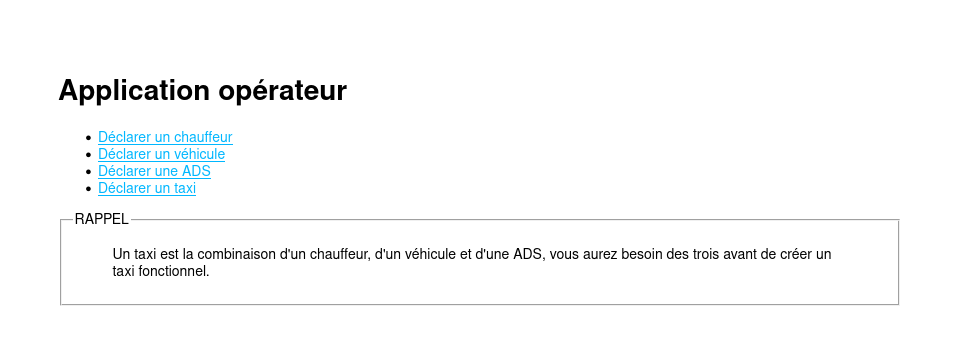 Application opérateur
Déclarer un chauffeur
Déclarer un véhicule
Déclarer une ADS
Déclarer un taxi
RAPPEL
Un taxi est la combinaison d'un chauffeur, d'un véhicule et d'une ADS, vous aurez besoin des trois avant de créer un
taxi fonctionnel.